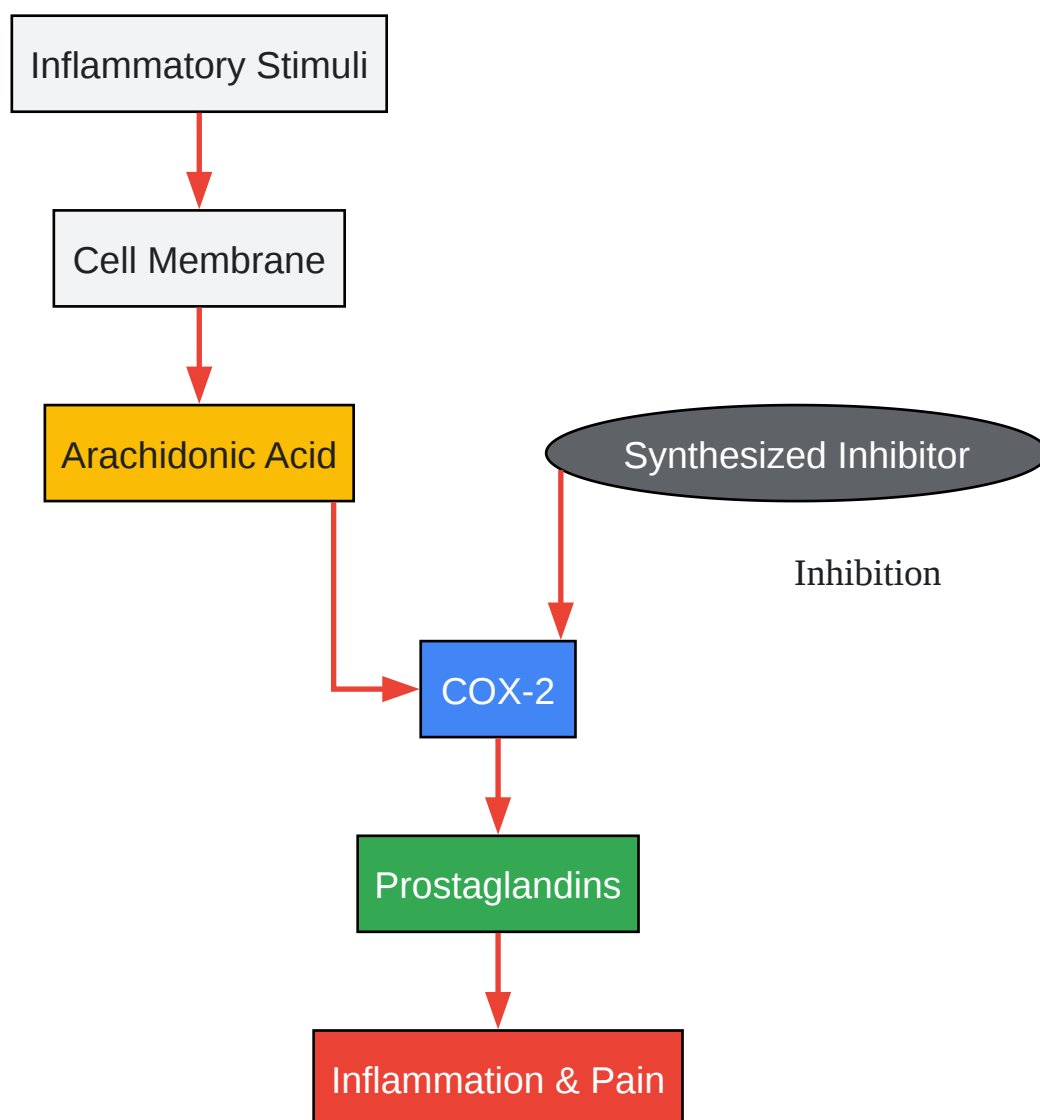 Inflammatory Stimuli
Cell Membrane
Arachidonic Acid
Synthesized Inhibitor
Inhibition
COX-2
Prostaglandins
Inflammation & Pain